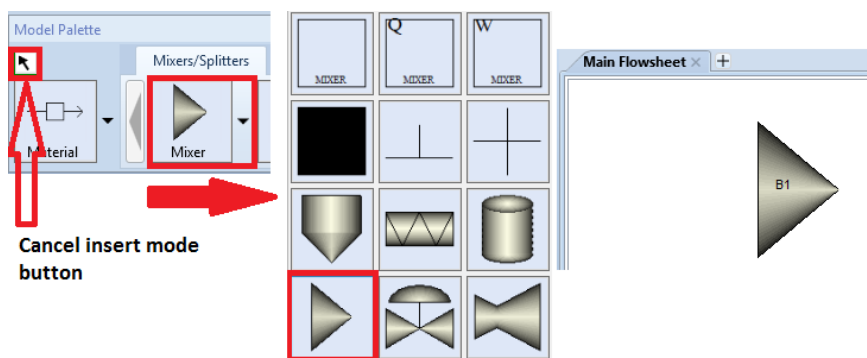 Model Palette
Mixers/Splitters
Material
Mixer
Cancel insert mode
button
MIXER
Q
MIXER
W
MIXER
Main Flowsheet
B1